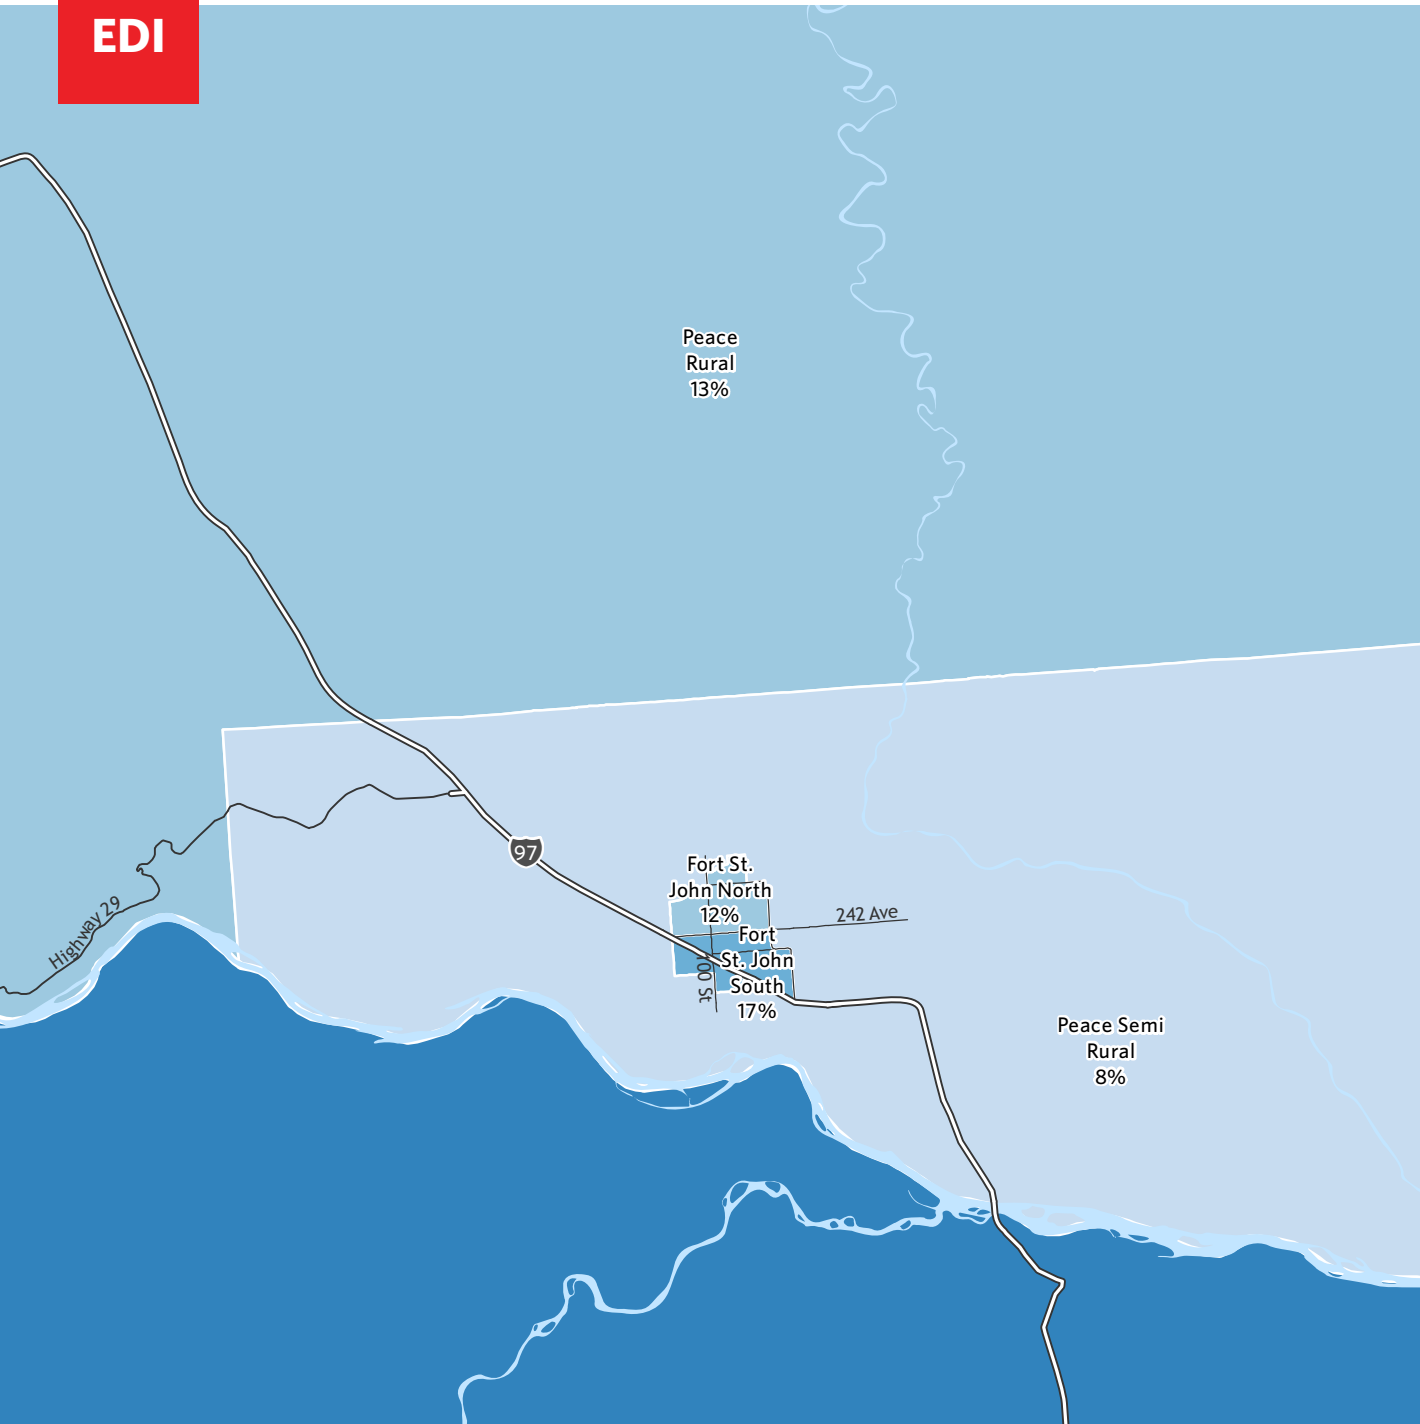 EDI
Peace
Rural
13%
97
Highway 29
Fort St.
John North
12%
242 Ave
Fort
St. John
South
17%
100 St
Peace Semi
Rural
8%